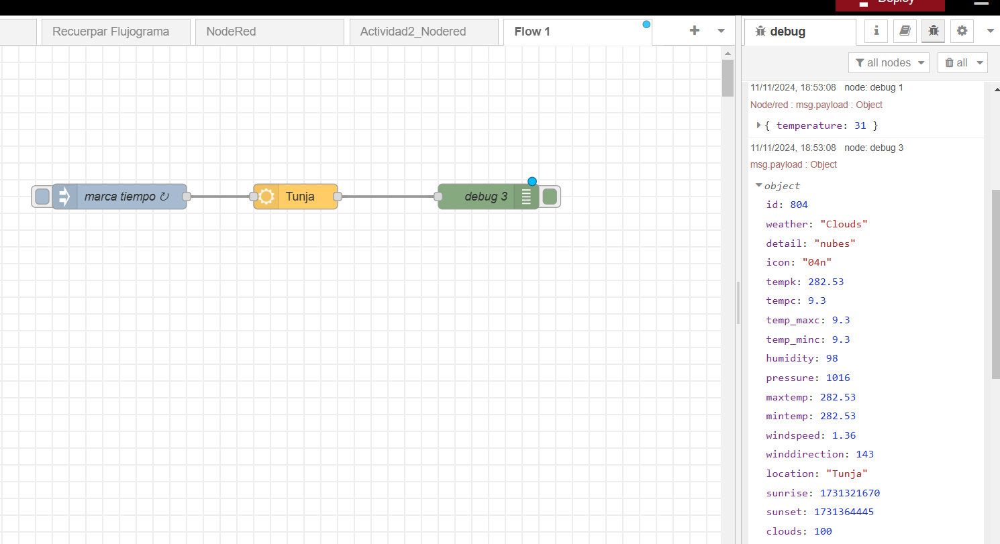 Deploy
Recuerpar Flujograma
NodeRed
Actividad2_Nodered
Flow 1
debug
all nodes
all
11/11/2024, 18:53:08 node: debug 1
Node/red : msg.payload : Object
{ temperature: 31 }
11/11/2024, 18:53:08 node: debug 3
msg.payload : Object
object
id: 804
weather: "Clouds"
detail: "nubes"
icon: "04n"
tempk: 282.53
tempc: 9.3
temp_maxc: 9.3
temp_minc: 9.3
humidity: 98
pressure: 1016
maxtemp: 282.53
mintemp: 282.53
windspeed: 1.36
winddirection: 143
location: "Tunja"
sunrise: 1731321670
sunset: 1731364445
clouds: 100
marca tiempo ↻
Tunja
debug 3